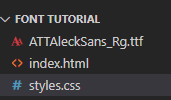 FONT TUTORIAL
ATTAleckSans_Rg.ttf
index.html
styles.css